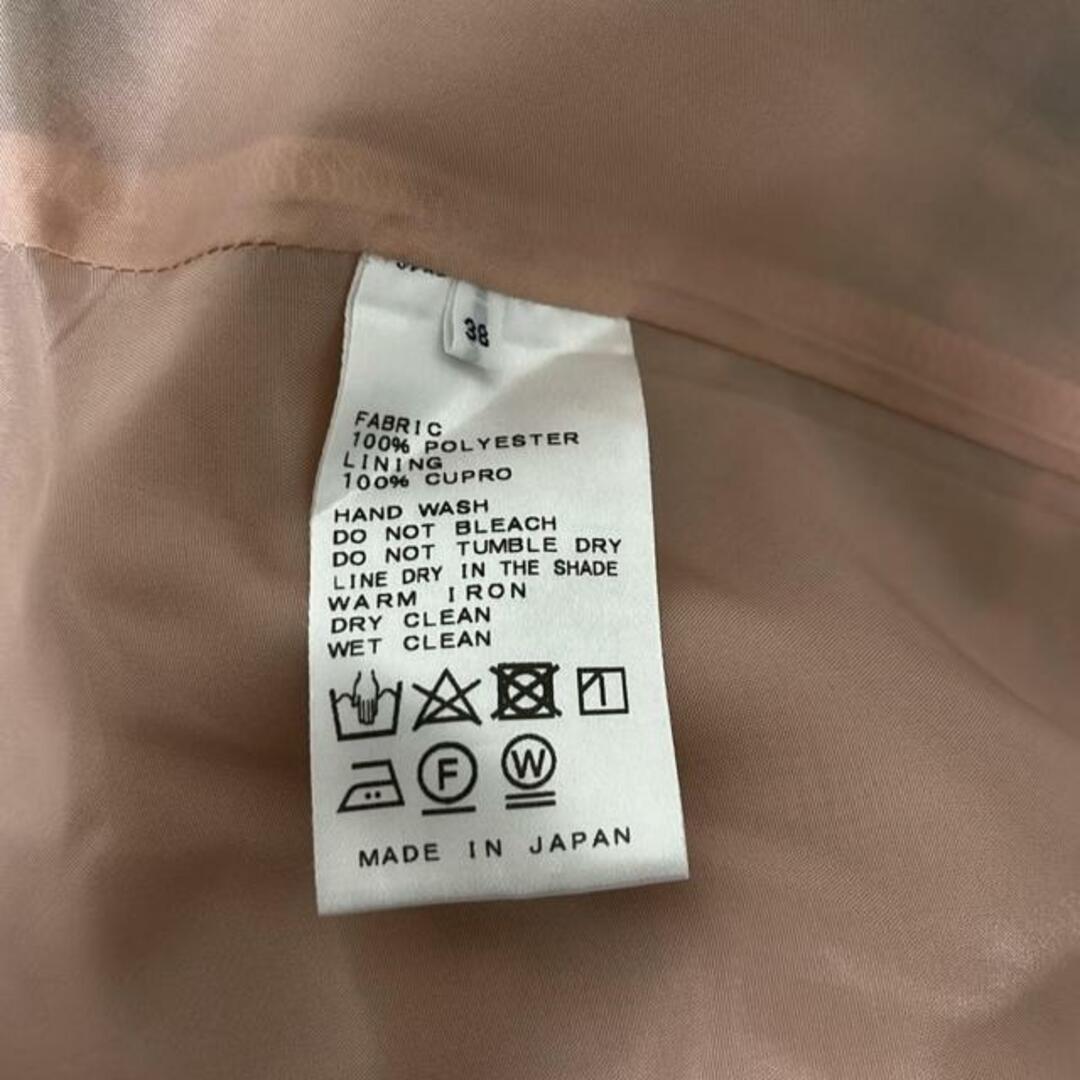 38
FABRIC
100% POLYESTER
LINING
100% CUPRO
HAND WASH
DO NOT BLEACH
DO NOT TUMBLE DRY
LINE DRY IN THE SHADE
WARM IRON
DRY CLEAN
WET CLEAN
F W
MADE IN JAPAN